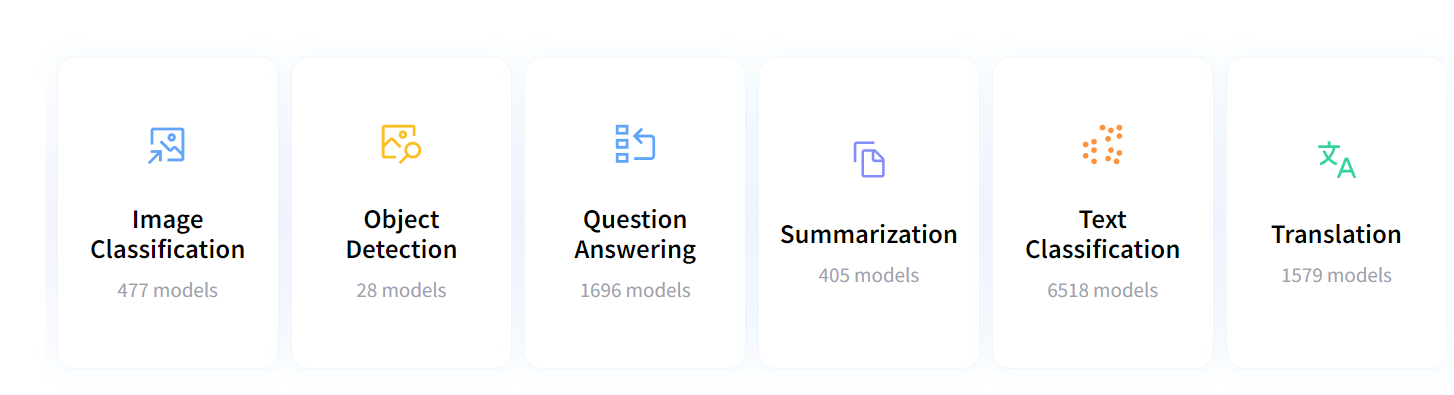 Image
Classification
477 models
Object
Detection
28 models
Question
Answering
1696 models
Summarization
405 models
Text
Classification
6518 models
文A
Translation
1579 models